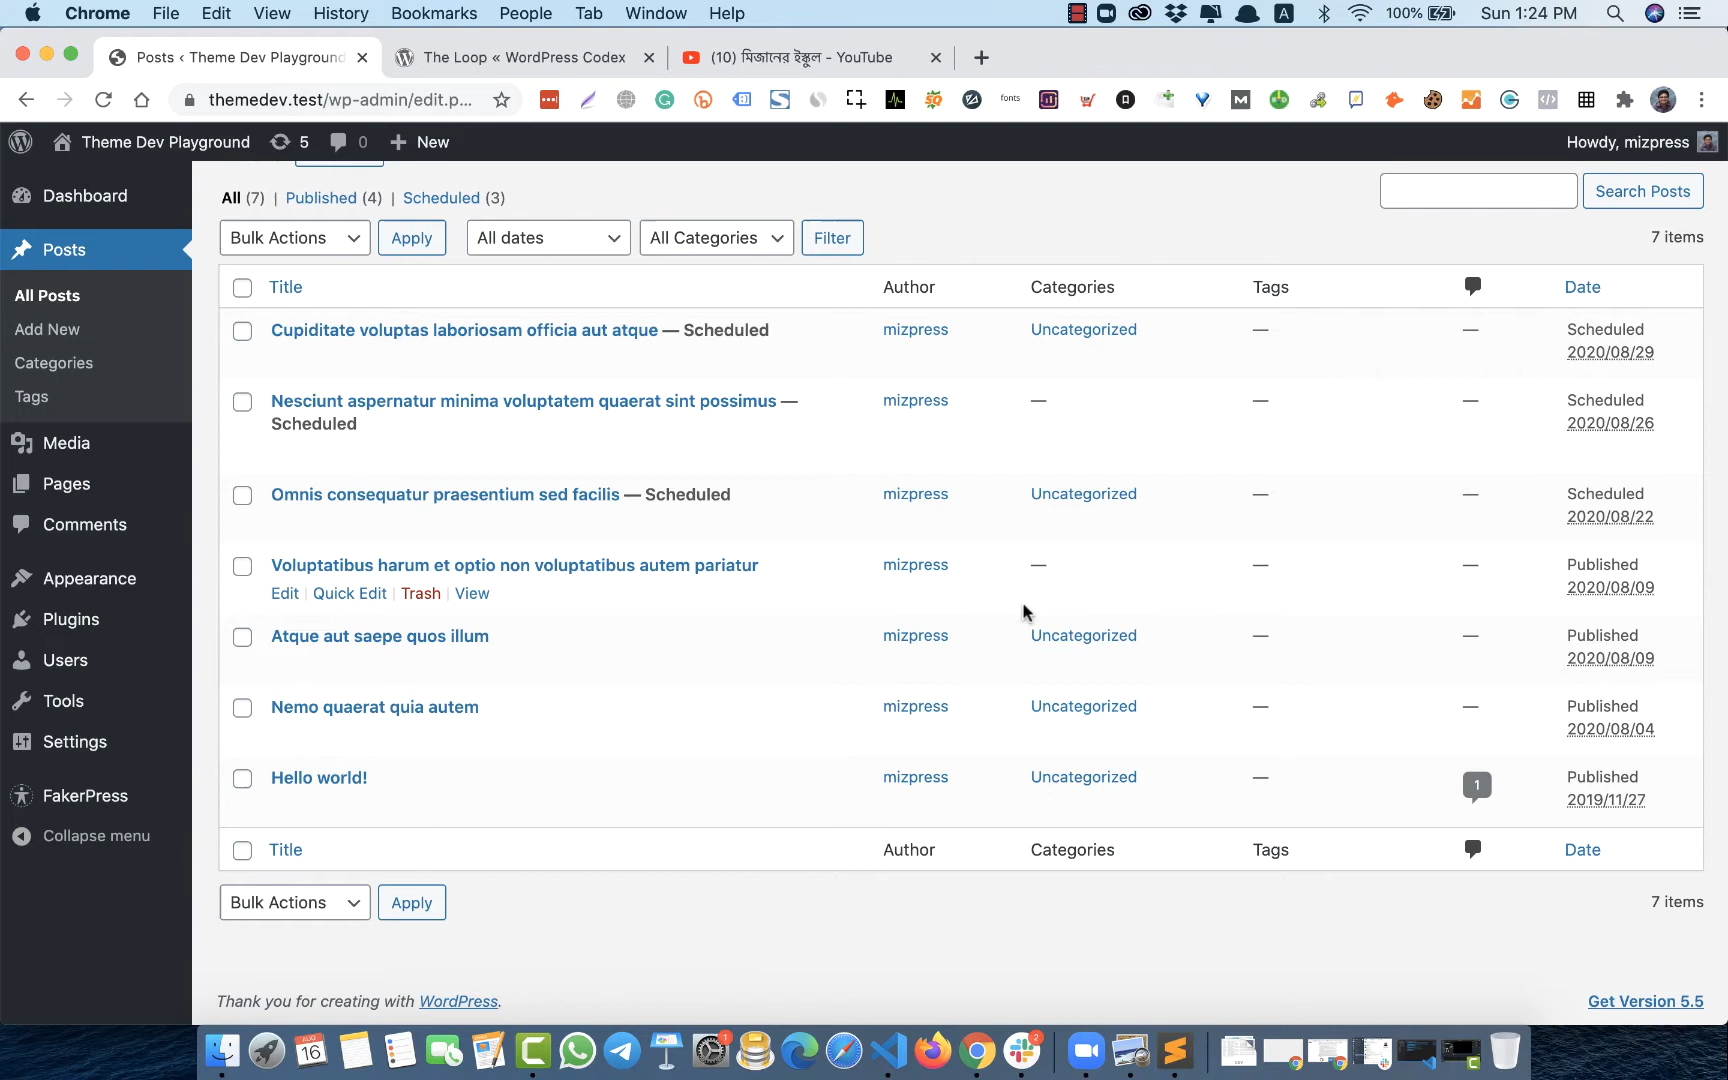 Chrome File Edit View History Bookmarks People Tab Window Help A 100% Sun 1:24 PM
Posts ‹ Theme Dev Playground The Loop « WordPress Codex (10) মিজানের ইস্কুল - YouTube
themedev.test/wp-admin/edit.p... fonts
Theme Dev Playground 5 0 New Howdy, mizpress
Dashboard
Posts
All Posts
Add New
Categories
Tags
Media
Pages
Comments
Appearance
Plugins
Users
Tools
Settings
FakerPress
Collapse menu
All (7) | Published (4) | Scheduled (3)
Search Posts
Bulk Actions Apply All dates All Categories Filter 7 items
Title Author Categories Tags Date
Cupiditate voluptas laboriosam officia aut atque — Scheduled mizpress Uncategorized — — Scheduled
2020/08/29
Nesciunt aspernatur minima voluptatem quaerat sint possimus — mizpress — — — Scheduled
Scheduled 2020/08/26
Omnis consequatur praesentium sed facilis — Scheduled mizpress Uncategorized — — Scheduled
2020/08/22
Voluptatibus harum et optio non voluptatibus autem pariatur mizpress — — — Published
Edit | Quick Edit | Trash | View 2020/08/09
Atque aut saepe quos illum mizpress Uncategorized — — Published
2020/08/09
Nemo quaerat quia autem mizpress Uncategorized — — Published
2020/08/04
Hello world! mizpress Uncategorized — 1 Published
2019/11/27
Title Author Categories Tags Date
Bulk Actions Apply 7 items
Thank you for creating with WordPress. Get Version 5.5
AUG
16 1 2